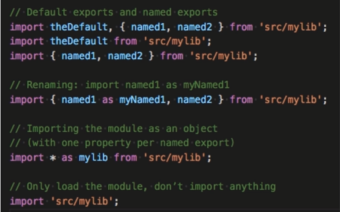 // Default exports and named exports
import theDefault, { named1, named2 } from 'src/mylib';
import theDefault from 'src/mylib';
import { named1, named2 } from 'src/mylib';
// Renaming: import named1 as myNamed1
import { named1 as myNamed1, named2 } from 'src/mylib';
// Importing the module as an object
// (with one property per named export)
import * as mylib from 'src/mylib';
// Only load the module, don't import anything
import 'src/mylib';